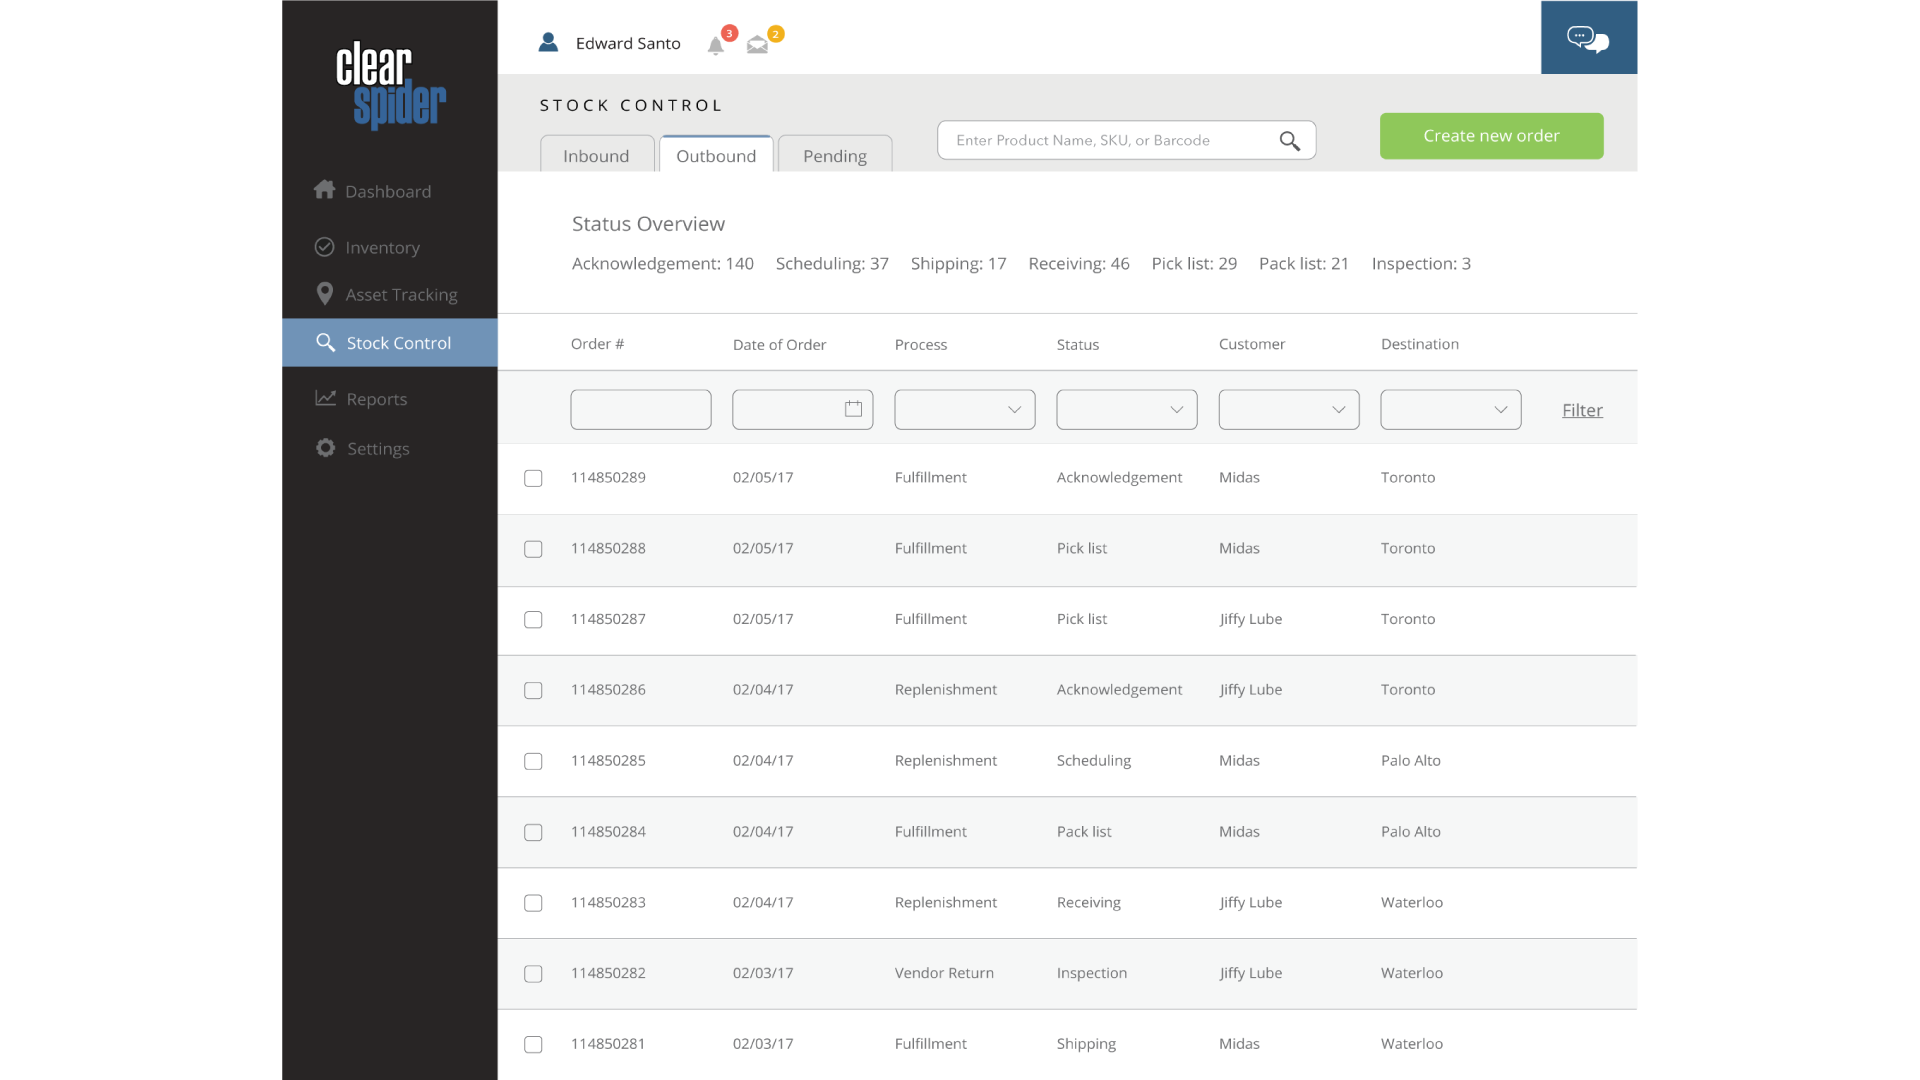 clear
spider
Dashboard
Inventory
Asset Tracking
Stock Control
Reports
Settings
Edward Santo
3
2
STOCK CONTROL
Inbound Outbound Pending
Enter Product Name, SKU, or Barcode
Create new order
Status Overview
Acknowledgement: 140 Scheduling: 37 Shipping: 17 Receiving: 46 Pick list: 29 Pack list: 21 Inspection: 3
Order # Date of Order Process Status Customer Destination
Filter
114850289 02/05/17 Fulfillment Acknowledgement Midas Toronto
114850288 02/05/17 Fulfillment Pick list Midas Toronto
114850287 02/05/17 Fulfillment Pick list Jiffy Lube Toronto
114850286 02/04/17 Replenishment Acknowledgement Jiffy Lube Toronto
114850285 02/04/17 Replenishment Scheduling Midas Palo Alto
114850284 02/04/17 Fulfillment Pack list Midas Palo Alto
114850283 02/04/17 Replenishment Receiving Jiffy Lube Waterloo
114850282 02/03/17 Vendor Return Inspection Jiffy Lube Waterloo
114850281 02/03/17 Fulfillment Shipping Midas Waterloo